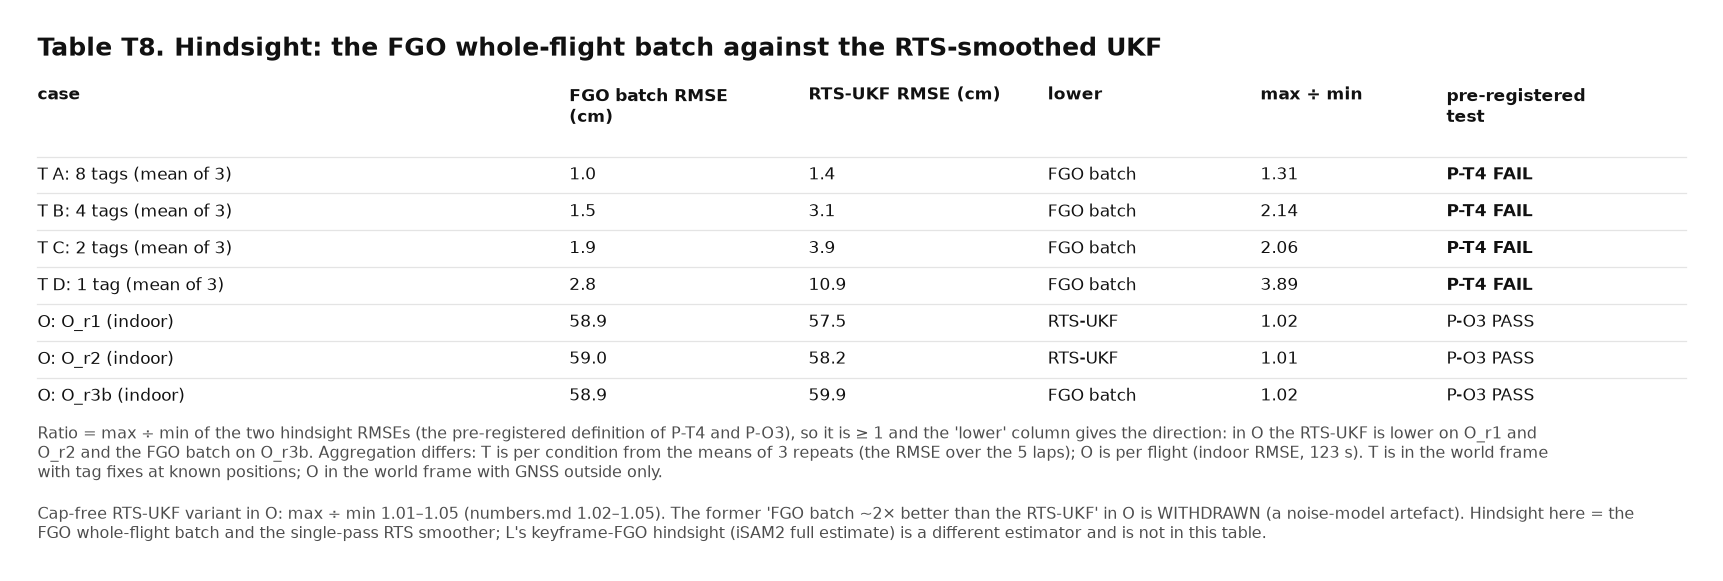 Table T8. Hindsight: the FGO whole-flight batch against the RTS-smoothed UKF
case FGO batch RMSE (cm) RTS-UKF RMSE (cm) lower max ÷ min pre-registered test
T A: 8 tags (mean of 3) 1.0 1.4 FGO batch 1.31 P-T4 FAIL
T B: 4 tags (mean of 3) 1.5 3.1 FGO batch 2.14 P-T4 FAIL
T C: 2 tags (mean of 3) 1.9 3.9 FGO batch 2.06 P-T4 FAIL
T D: 1 tag (mean of 3) 2.8 10.9 FGO batch 3.89 P-T4 FAIL
O: O_r1 (indoor) 58.9 57.5 RTS-UKF 1.02 P-O3 PASS
O: O_r2 (indoor) 59.0 58.2 RTS-UKF 1.01 P-O3 PASS
O: O_r3b (indoor) 58.9 59.9 FGO batch 1.02 P-O3 PASS
Ratio = max ÷ min of the two hindsight RMSEs (the pre-registered definition of P-T4 and P-O3), so it is ≥ 1 and the 'lower' column gives the direction: in O the RTS-UKF is lower on O_r1 and
O_r2 and the FGO batch on O_r3b. Aggregation differs: T is per condition from the means of 3 repeats (the RMSE over the 5 laps); O is per flight (indoor RMSE, 123 s). T is in the world frame
with tag fixes at known positions; O in the world frame with GNSS outside only.
Cap-free RTS-UKF variant in O: max ÷ min 1.01–1.05 (numbers.md 1.02–1.05). The former 'FGO batch ~2× better than the RTS-UKF' in O is WITHDRAWN (a noise-model artefact). Hindsight here = the
FGO whole-flight batch and the single-pass RTS smoother; L's keyframe-FGO hindsight (iSAM2 full estimate) is a different estimator and is not in this table.